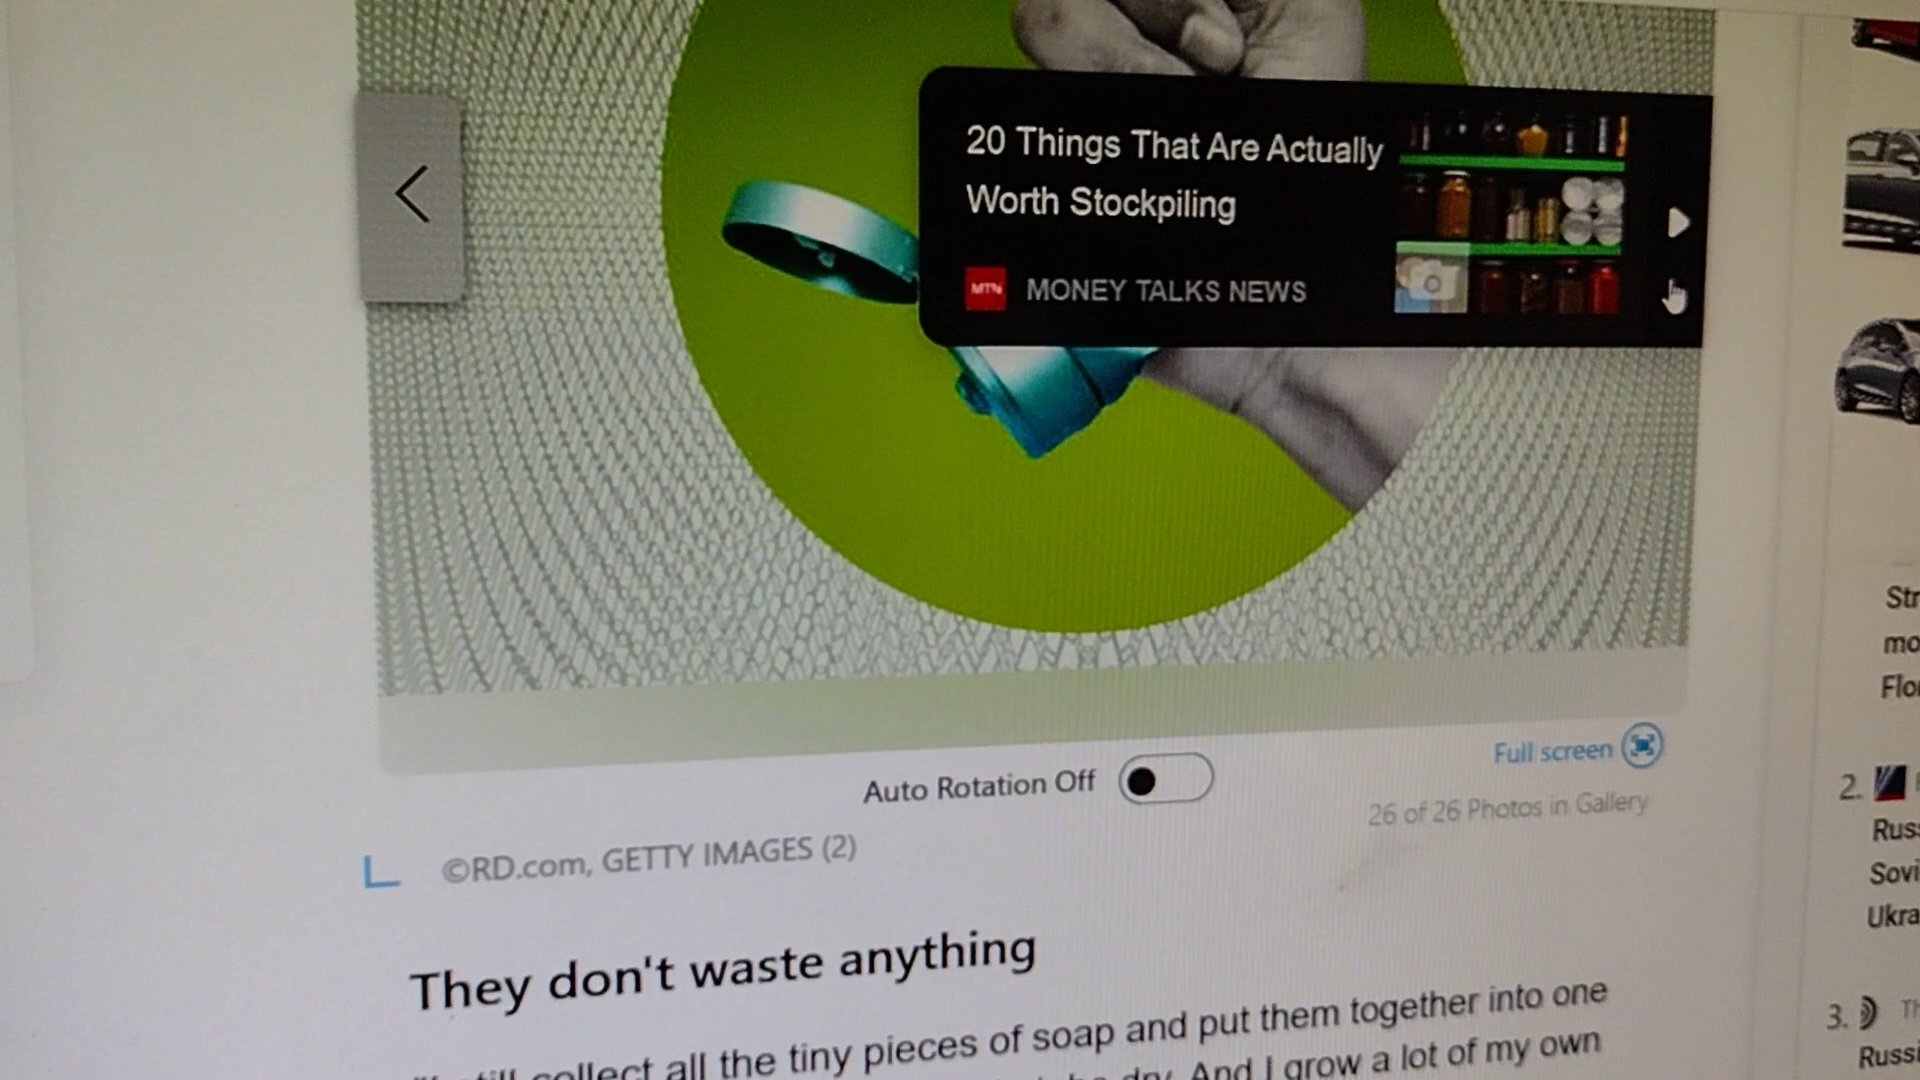 20 Things That Are Actually
Worth Stockpiling
MTN MONEY TALKS NEWS
Full screen
Auto Rotation Off
26 of 26 Photos in Gallery
©RD.com, GETTY IMAGES (2)
They don't waste anything
collect all the tiny pieces of soap and put them together into one
And I grow a lot of my own
Str
mo
Flo
2.
Rus
Sovi
Ukra
3. Th
Russi